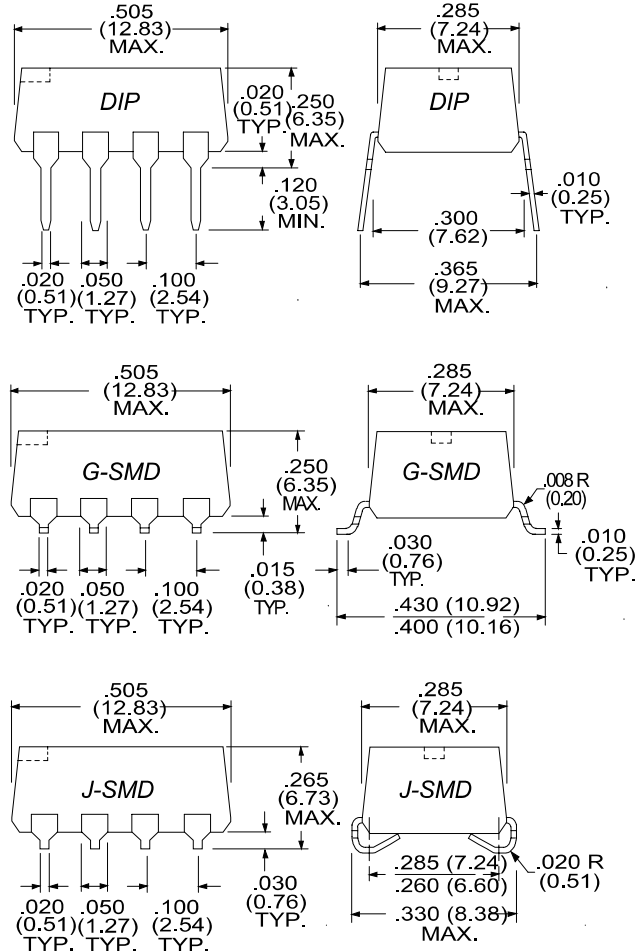 .505
(12.83)
MAX.
DIP
.020
(0.51)
TYP.
.250
(6.35)
MAX.
.120
(3.05)
MIN.
.020
(0.51)
TYP.
.050
(1.27)
TYP.
.100
(2.54)
TYP.
.285
(7.24)
MAX.
DIP
.010
(0.25)
TYP.
.300
(7.62)
.365
(9.27)
MAX.
.505
(12.83)
MAX.
G-SMD
.250
(6.35)
MAX.
.020
(0.51)
TYP.
.050
(1.27)
TYP.
.100
(2.54)
TYP.
.015
(0.38)
TYP.
.285
(7.24)
MAX.
G-SMD
.008 R
(0.20)
.010
(0.25)
TYP.
.030
(0.76)
TYP.
.430 (10.92)
.400 (10.16)
.505
(12.83)
MAX.
J-SMD
.265
(6.73)
MAX.
.020
(0.51)
TYP.
.050
(1.27)
TYP.
.100
(2.54)
TYP.
.030
(0.76)
TYP.
.285
(7.24)
MAX.
J-SMD
.285 (7.24)
.260 (6.60)
.020 R
(0.51)
.330 (8.38)
MAX.